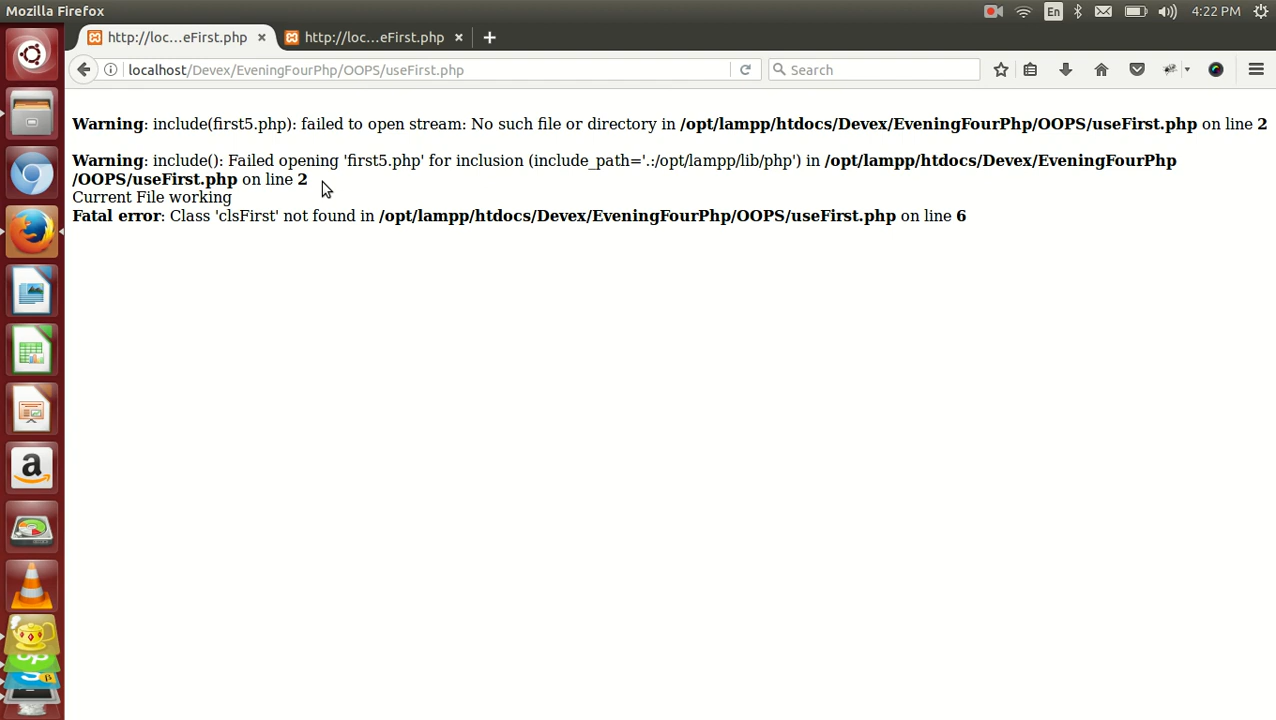 Mozilla Firefox
En
4:22 PM
http://loc...eFirst.php
http://loc...eFirst.php
localhost/Devex/EveningFourPhp/OOPS/useFirst.php
Search
Warning: include(first5.php): failed to open stream: No such file or directory in /opt/lampp/htdocs/Devex/EveningFourPhp/OOPS/useFirst.php on line 2
Warning: include(): Failed opening 'first5.php' for inclusion (include_path='.:/opt/lampp/lib/php') in /opt/lampp/htdocs/Devex/EveningFourPhp
/OOPS/useFirst.php on line 2
Current File working
Fatal error: Class 'clsFirst' not found in /opt/lampp/htdocs/Devex/EveningFourPhp/OOPS/useFirst.php on line 6
a